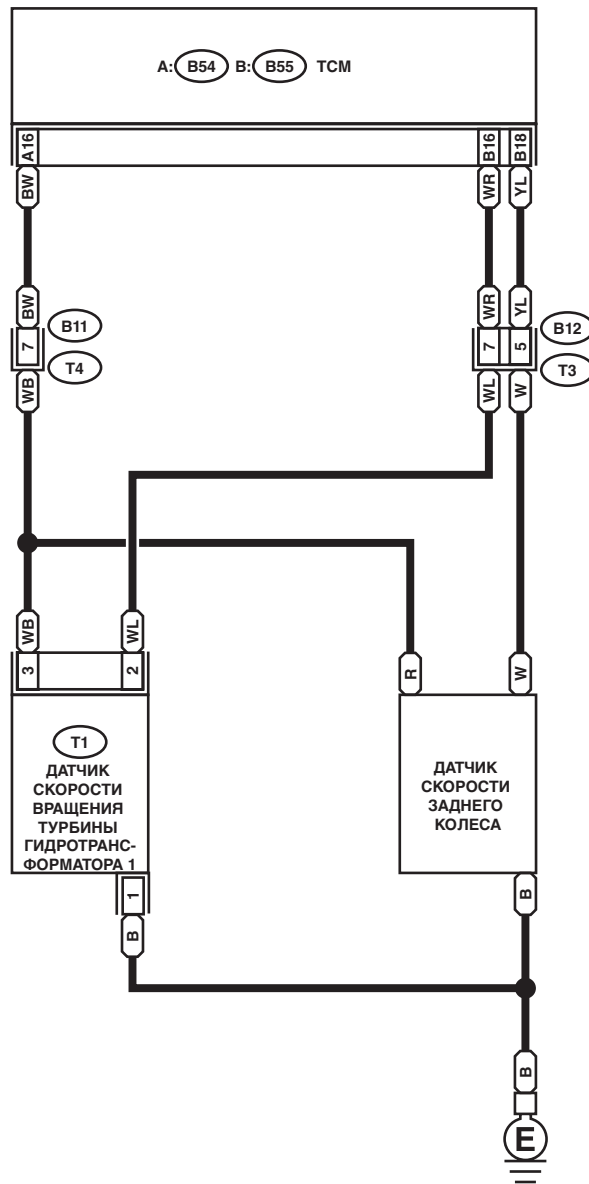 A: B54 B: B55 TCM
A16 B16 B18
BW WR YL
BW WR YL
B11 B12
7 7 5
T4 T3
WB WL W
WB WL R W
3 2
T1
ДАТЧИК
СКОРОСТИ
ВРАЩЕНИЯ
ТУРБИНЫ
ГИДРОТРАНС-
ФОРМАТОРА 1
ДАТЧИК
СКОРОСТИ
ЗАДНЕГО
КОЛЕСА
1
B B
B
E